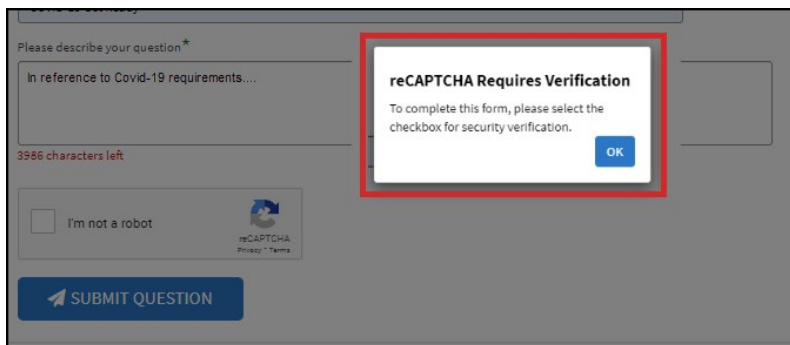 Please describe your question*
In reference to Covid-19 requirements....
3986 characters left
reCAPTCHA Requires Verification
To complete this form, please select the
checkbox for security verification.
OK
I'm not a robot
reCAPTCHA
Privacy - Terms
SUBMIT QUESTION